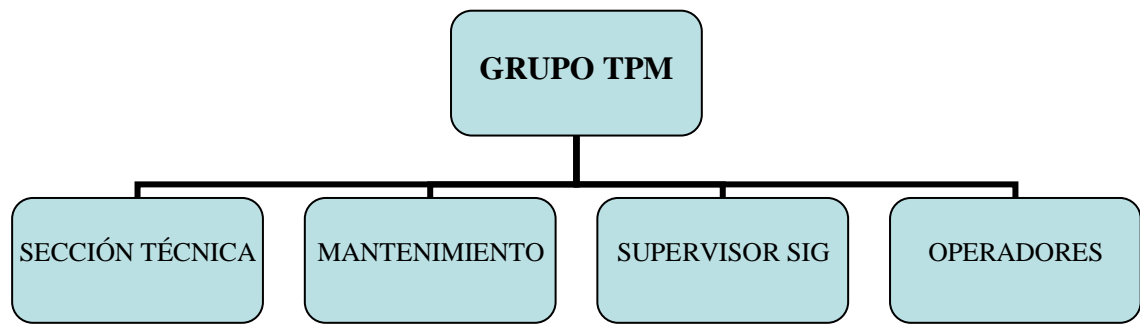 GRUPO TPM
SECCIÓN TÉCNICA
MANTENIMIENTO
SUPERVISOR SIG
OPERADORES